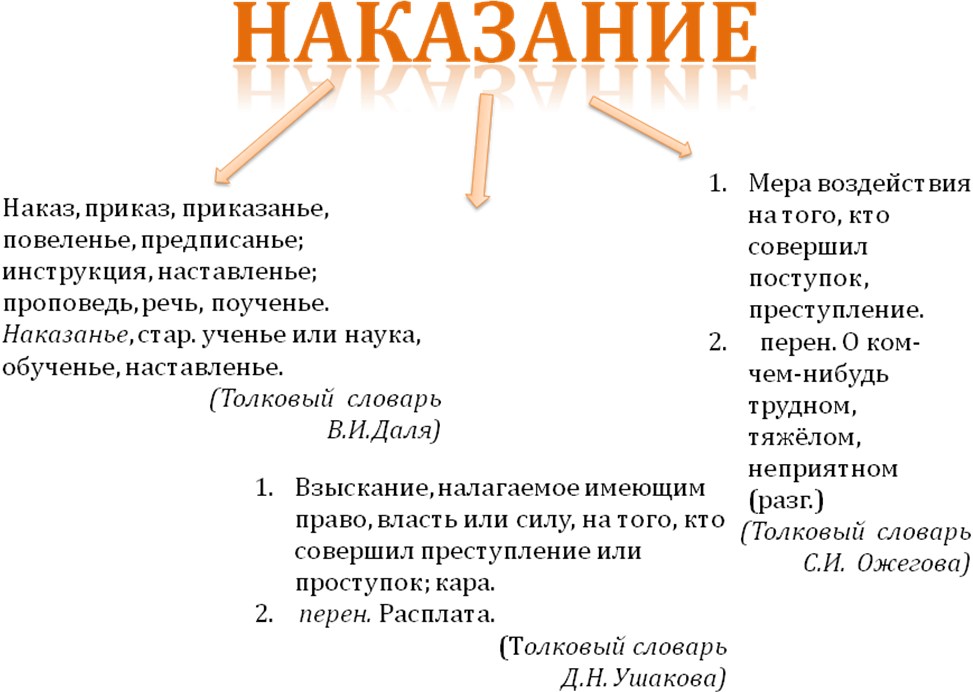 НАКАЗАНИЕ
Наказ, приказ, приказанье,
повеленье, предписанье;
инструкция, наставленье;
проповедь, речь, поученье.
Наказанье, стар. ученье или наука,
обученье, наставленье.
(Толковый словарь
В.И.Даля)
1. Взыскание, налагаемое имеющим
право, власть или силу, на того, кто
совершил преступление или
проступок; кара.
2. перен. Расплата.
(Толковый словарь
Д.Н. Ушакова)
1. Мера воздействия
на того, кто
совершил
поступок,
преступление.
2. перен. О ком-
чем-нибудь
трудном,
тяжёлом,
неприятном
(разг.)
(Толковый словарь
С.И. Ожегова)